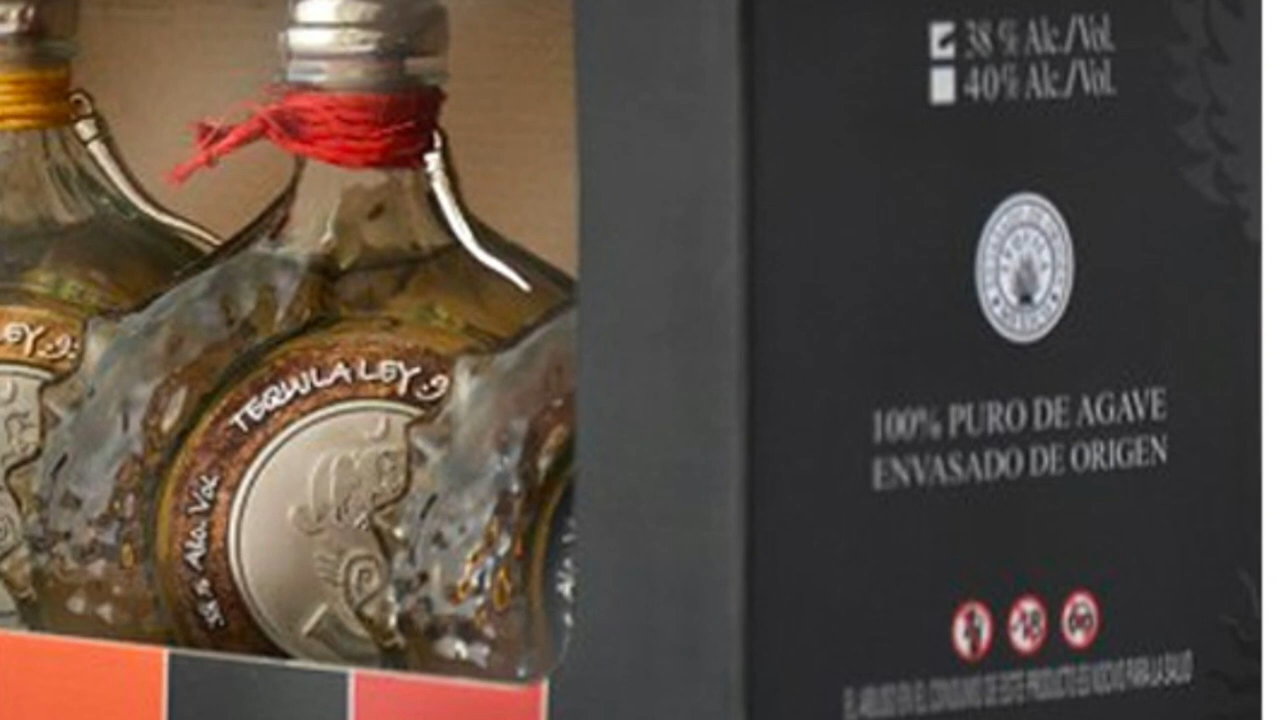 TEQUILA LEY .925
38 % Alc. Vol.
38 % Alc./Vol.
40% Alc./Vol.
100% PURO DE AGAVE
ENVASADO DE ORIGEN
-18
EL ABUSO EN EL CONSUMO DE ESTE PRODUCTO ES NOCIVO PARA LA SALUD